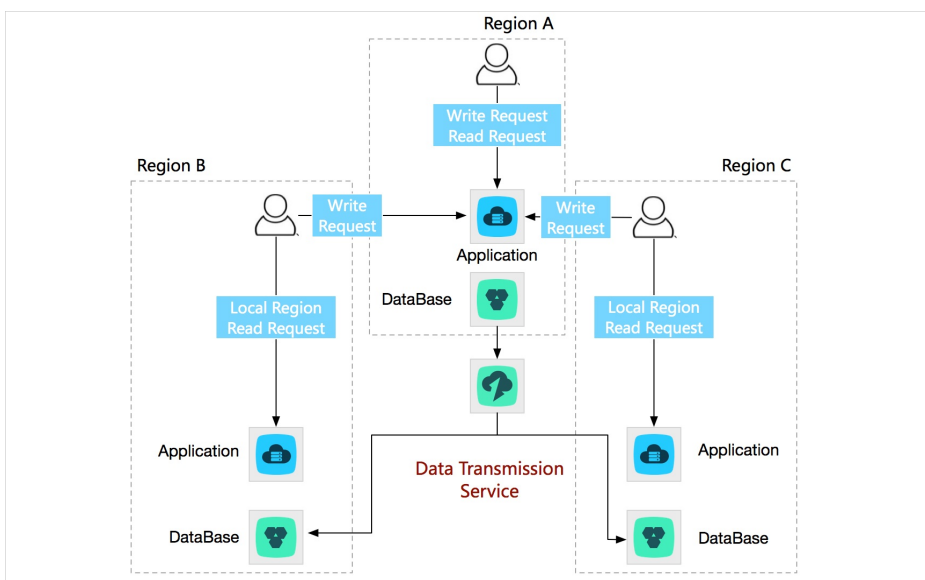 Region A
Write Request
Read Request
Region B
Region C
Write
Request
Write
Request
Application
DataBase
Local Region
Read Request
Local Region
Read Request
Application
Application
Data Transmission
Service
DataBase
DataBase